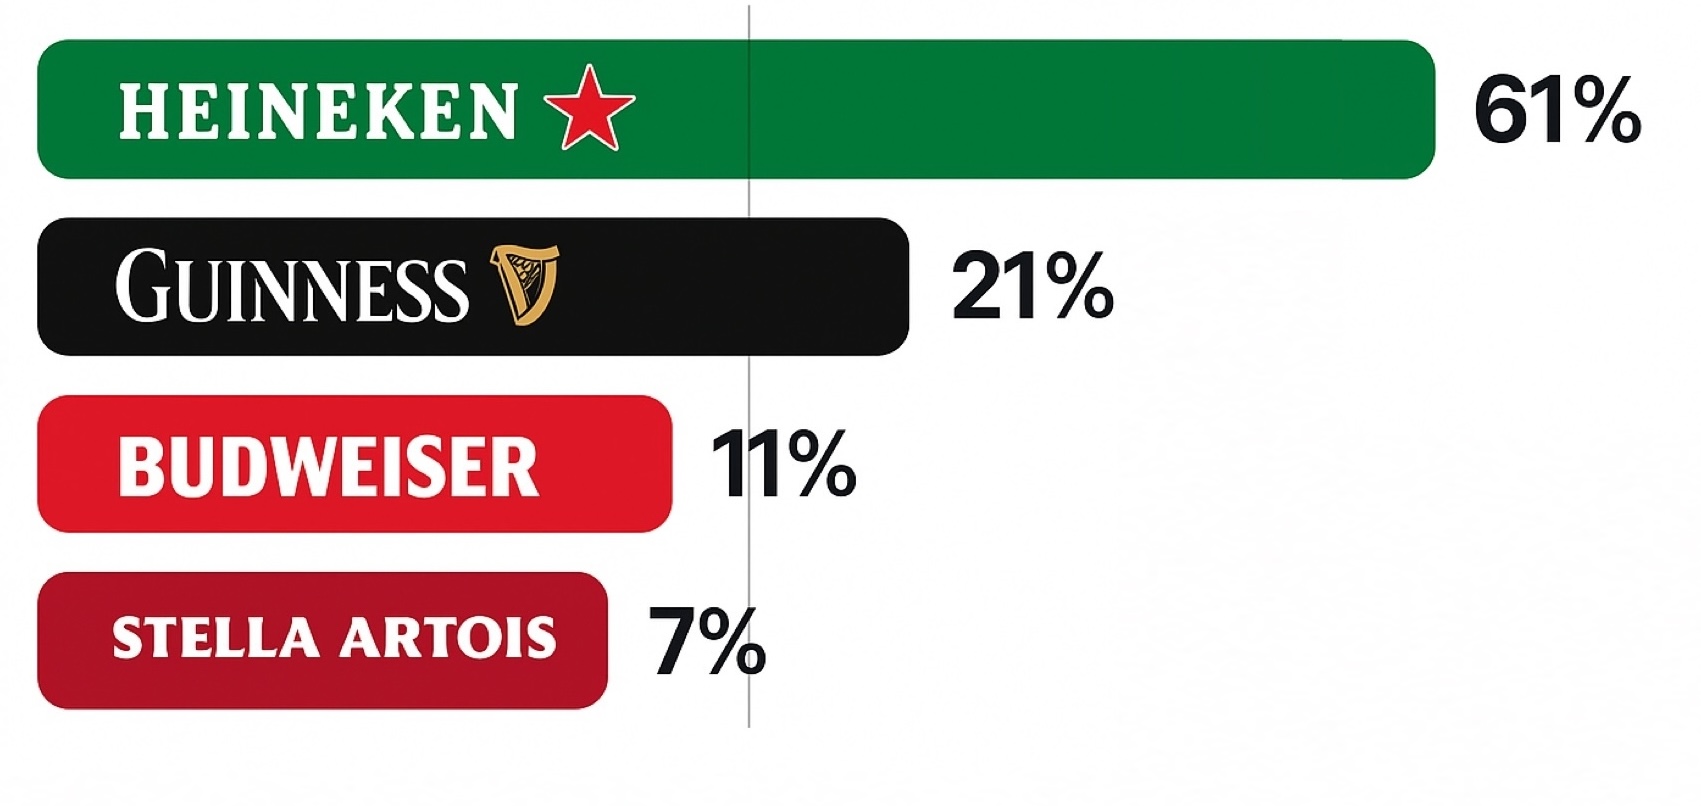 HEINEKEN 61%
GUINNESS 21%
BUDWEISER 11%
STELLA ARTOIS 7%